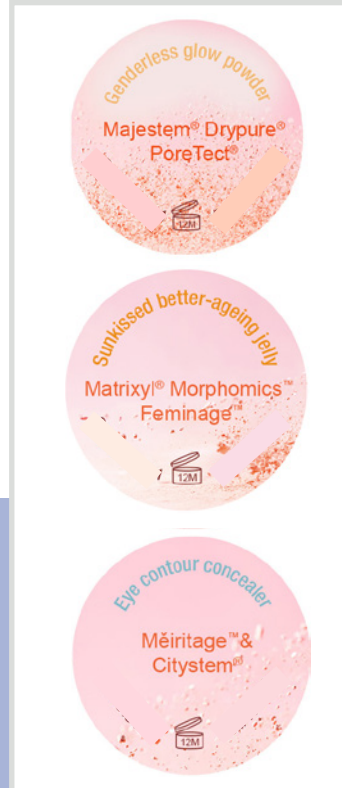 Genderless glow powder
Majestem® Drypure®
PoreTect®
12M
Sunkissed better-ageing jelly
Matrixyl® Morphomics™
Feminage™
12M
Eye contour concealer
Mĕiritage™ &
Citystem®
12M